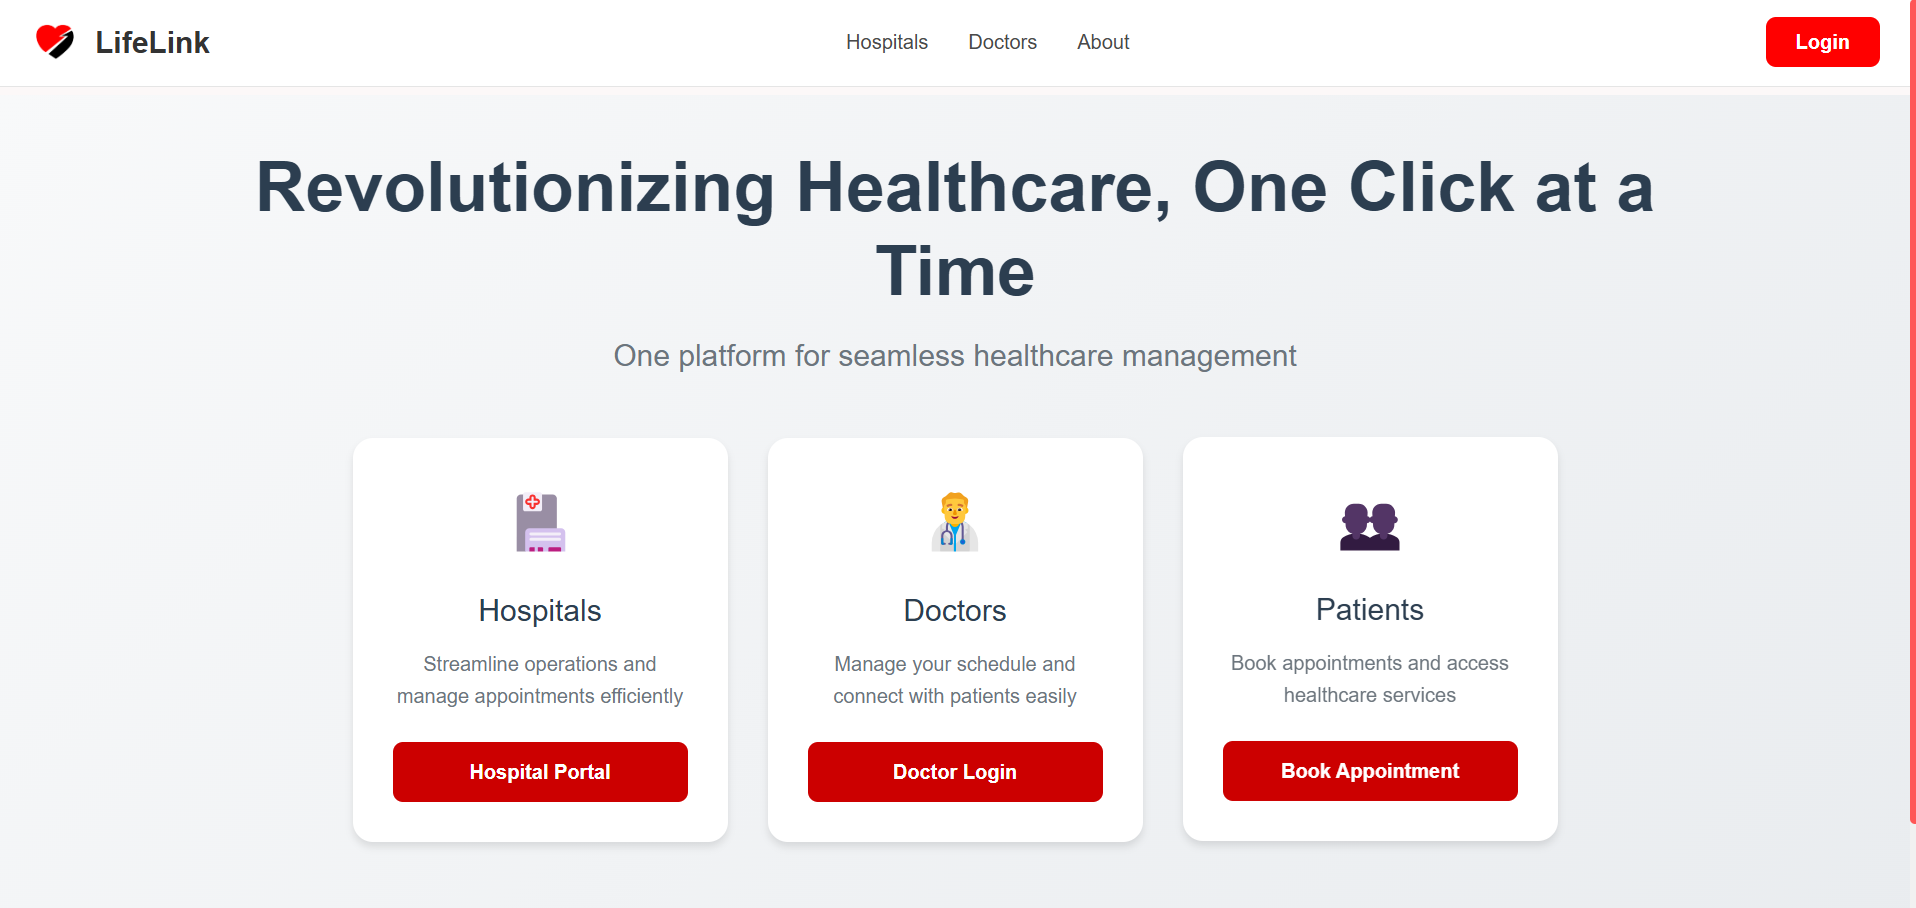 LifeLink
Hospitals
Doctors
About
Login
Revolutionizing Healthcare, One Click at a
Time
One platform for seamless healthcare management
Hospitals
Streamline operations and
manage appointments efficiently
Hospital Portal
Doctors
Manage your schedule and
connect with patients easily
Doctor Login
Patients
Book appointments and access
healthcare services
Book Appointment